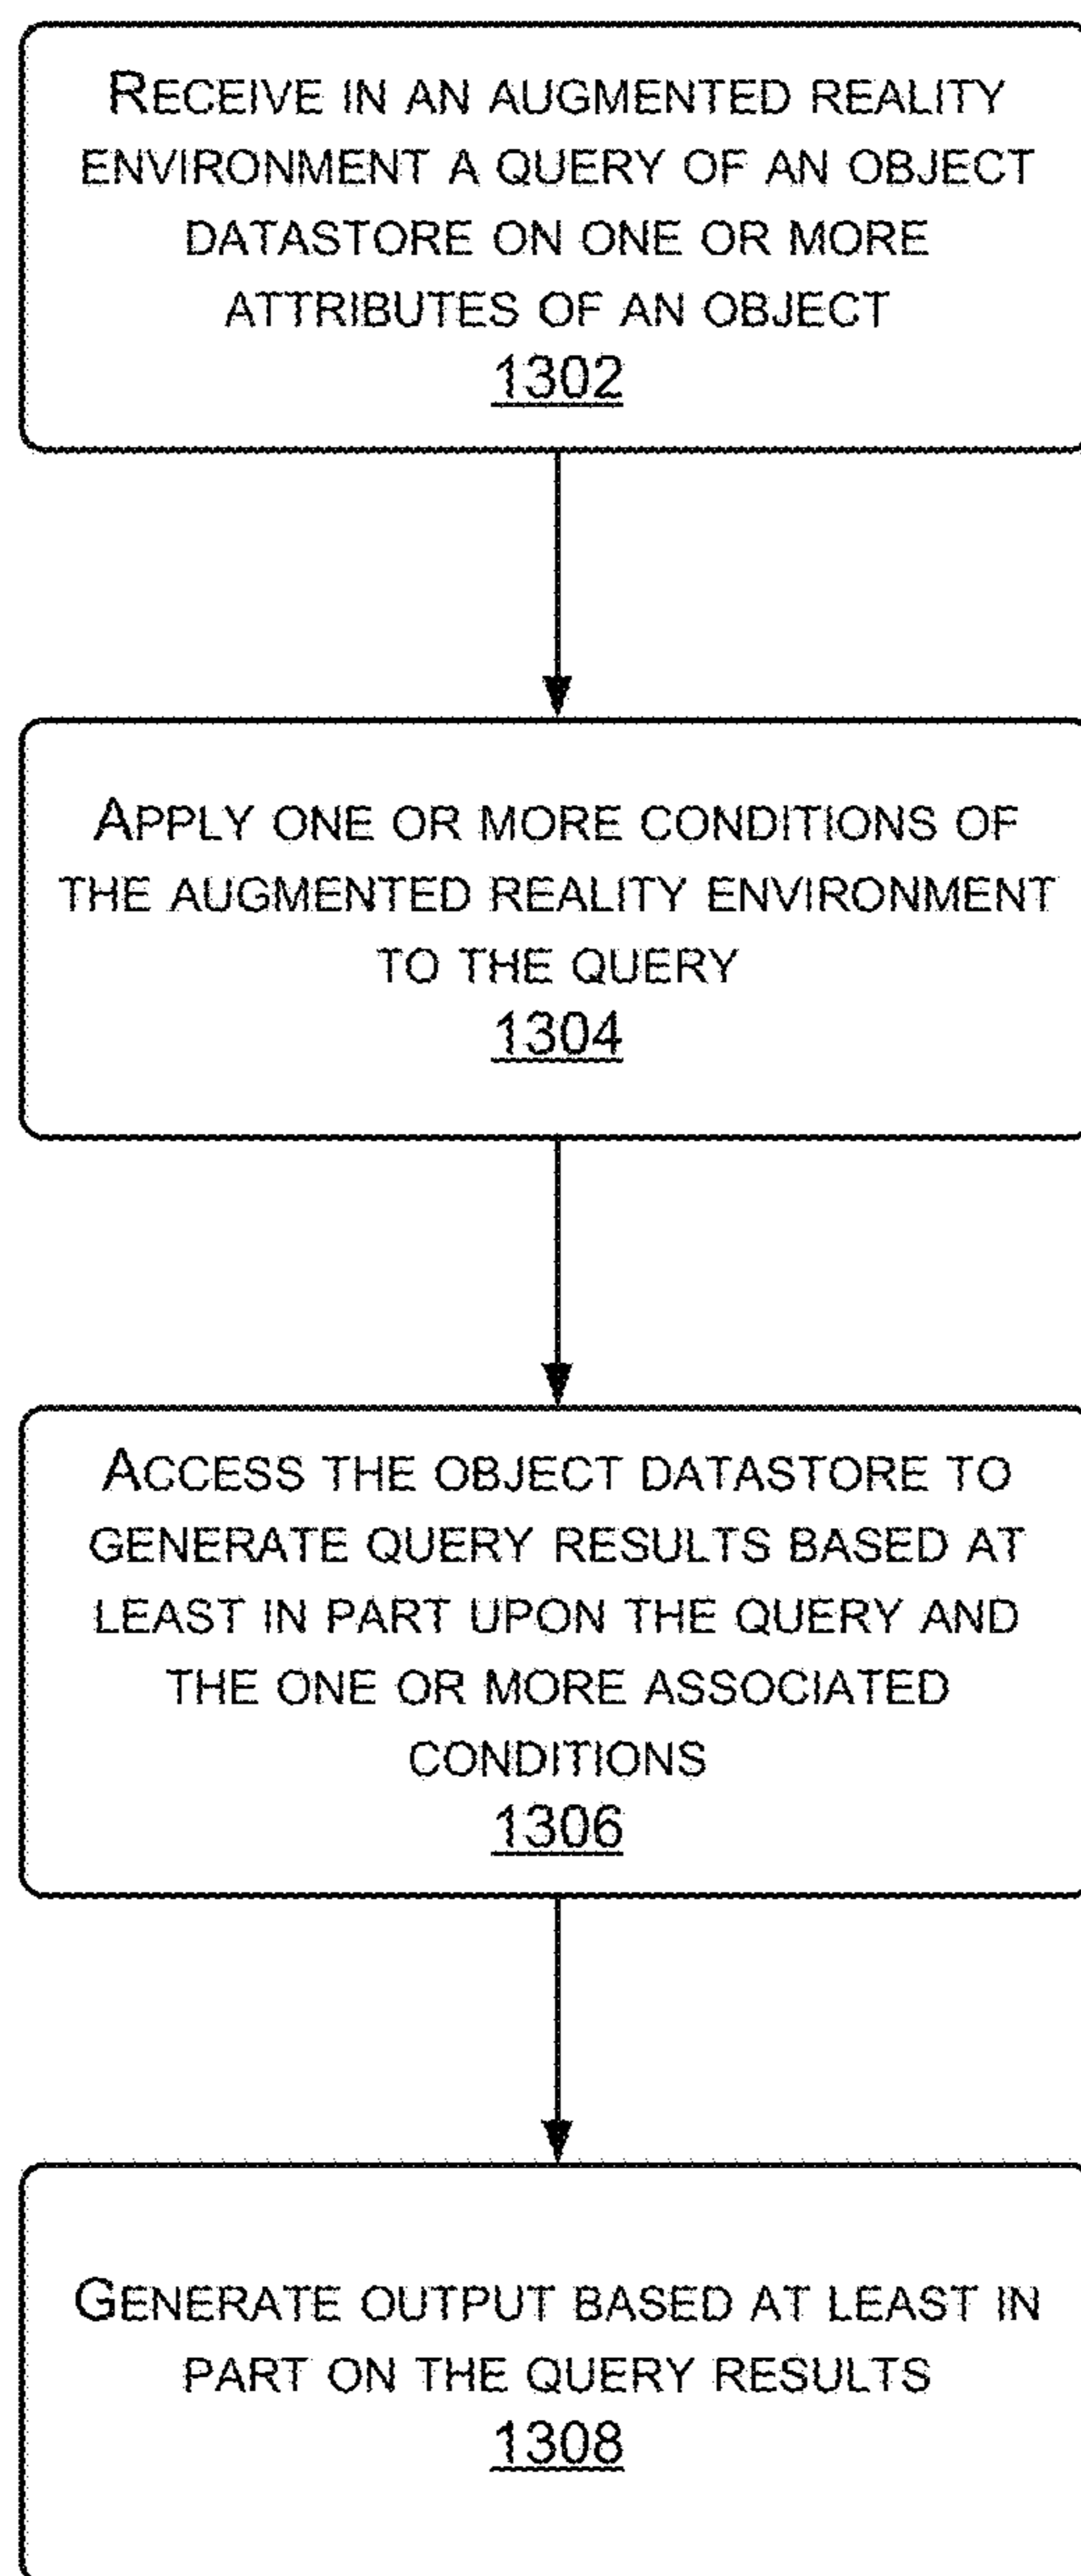 RECEIVE IN AN AUGMENTED REALITY
ENVIRONMENT A QUERY OF AN OBJECT
DATASTORE ON ONE OR MORE
ATTRIBUTES OF AN OBJECT
1302
APPLY ONE OR MORE CONDITIONS OF
THE AUGMENTED REALITY ENVIRONMENT
TO THE QUERY
1304
ACCESS THE OBJECT DATASTORE TO
GENERATE QUERY RESULTS BASED AT
LEAST IN PART UPON THE QUERY AND
THE ONE OR MORE ASSOCIATED
CONDITIONS
1306
GENERATE OUTPUT BASED AT LEAST IN
PART ON THE QUERY RESULTS
1308